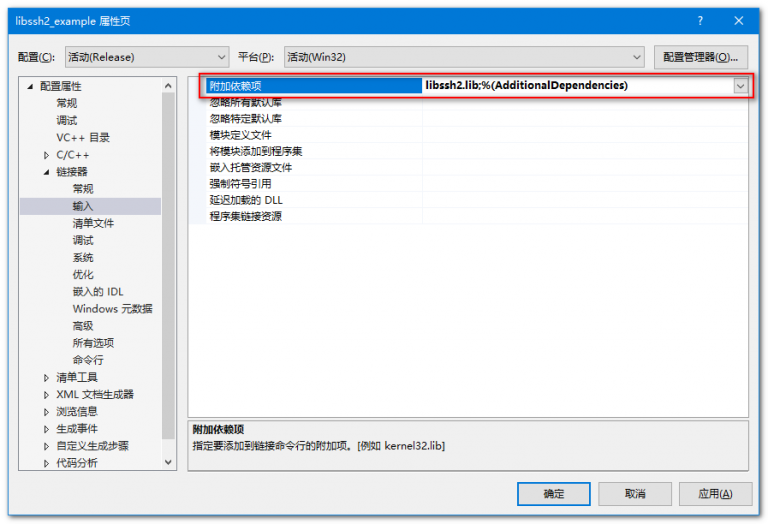 libssh2_example 属性页
配置(C): 活动(Release) 平台(P): 活动(Win32) 配置管理器(O)...
配置属性
常规
调试
VC++ 目录
C/C++
链接器
常规
输入
清单文件
调试
系统
优化
嵌入的 IDL
Windows 元数据
高级
所有选项
命令行
清单工具
XML 文档生成器
浏览信息
生成事件
自定义生成步骤
代码分析
附加依赖项 libssh2.lib;%(AdditionalDependencies)
忽略所有默认库
忽略特定默认库
模块定义文件
将模块添加到程序集
嵌入托管资源文件
强制符号引用
延迟加载的 DLL
程序集链接资源
附加依赖项
指定要添加到链接命令行的附加项。[例如 kernel32.lib]
确定 取消 应用(A)